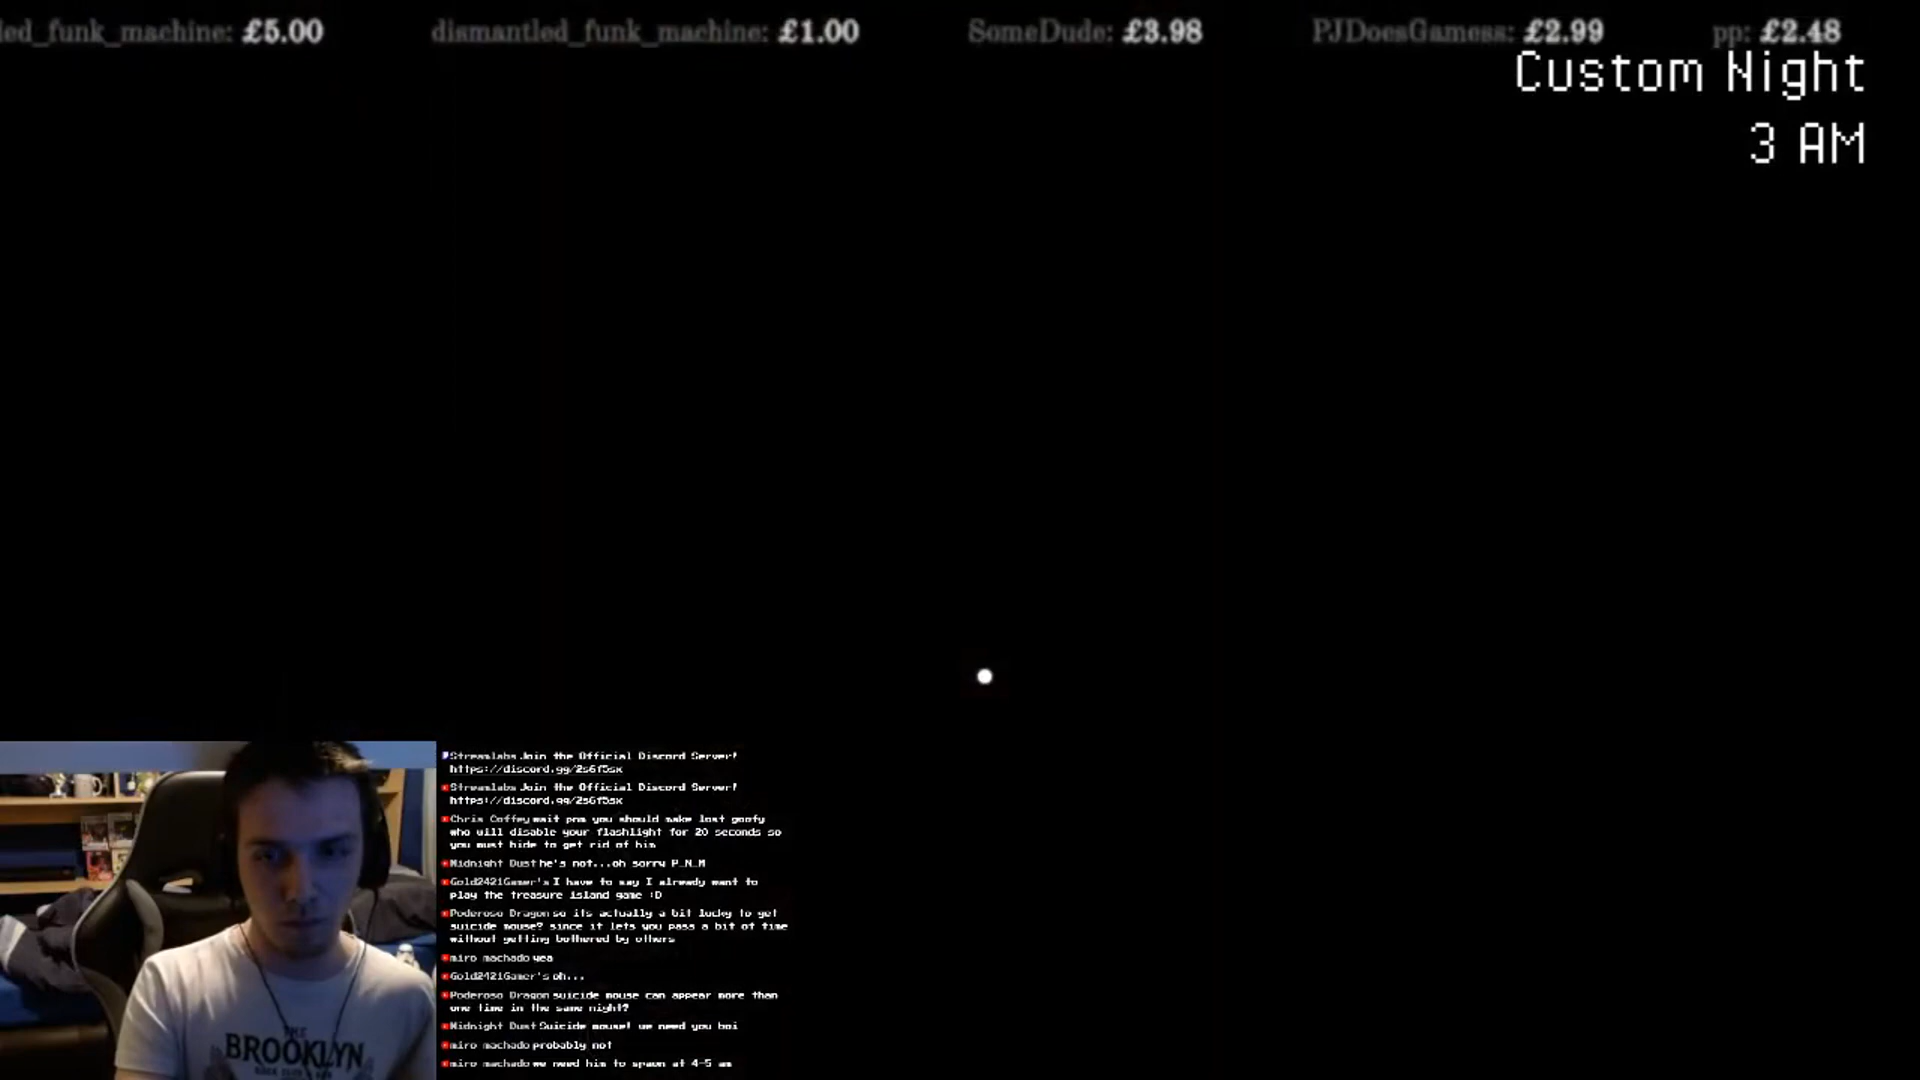 led_funk_machine: £5.00 dismantled_funk_machine: £1.00 SomeDude: £3.98 PJDoesGamess: £2.99 pp: £2.48
Custom Night
3 AM
Streamlabs Join the Official Discord Server!
https://discord.gg/2s6f5sx
Streamlabs Join the Official Discord Server!
https://discord.gg/2s6f5sx
Chris Coffey wait pnm you should make lost goofy
who will disable your flashlight for 20 seconds so
you must hide to get rid of him
Midnight Dust he's not...oh sorry P_N_M
Gold2421Gamer's I have to say I already want to
play the treasure island game :D
Poderoso Dragon so its actually a bit lucky to get
suicide mouse? since it lets you pass a bit of time
without getting bothered by others
miro machado yea
Gold2421Gamer's oh...
Poderoso Dragon suicide mouse can appear more than
one time in the same night?
Midnight Dust Suicide mouse! we need you boi
miro machado probably not
miro machado we need him to spawn at 4-5 am
THE
BROOKLYN